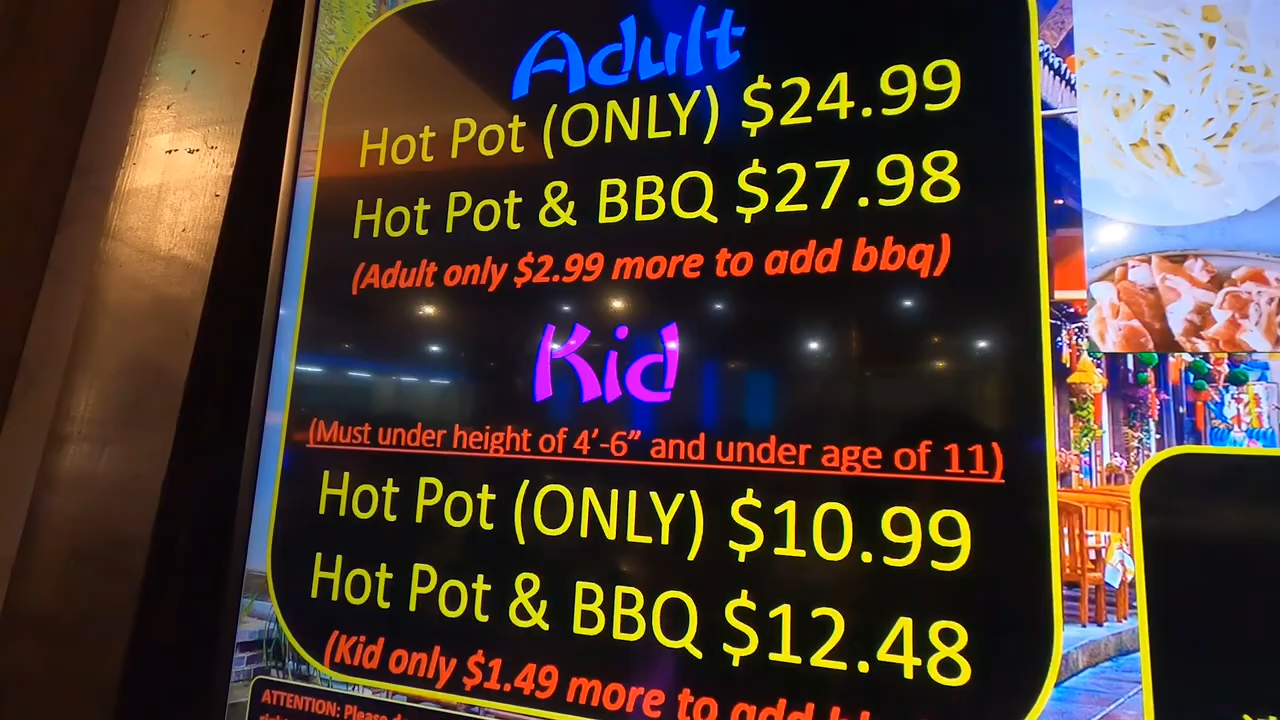 Adult
Hot Pot (ONLY) $24.99
Hot Pot & BBQ $27.98
(Adult only $2.99 more to add bbq)
Kid
(Must under height of 4'-6" and under age of 11)
Hot Pot (ONLY) $10.99
Hot Pot & BBQ $12.48
(Kid only $1.49 more to add
ATTENTION: Please